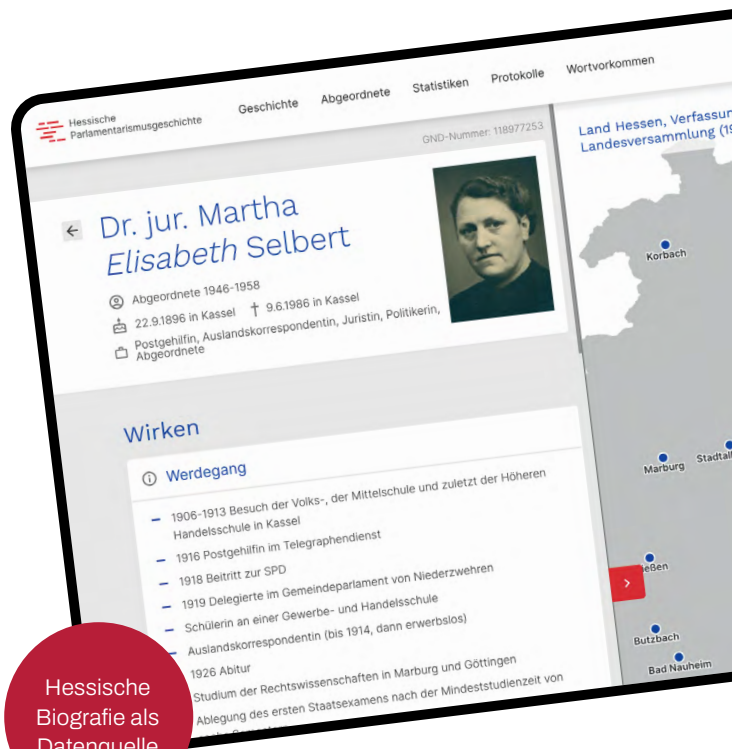 Hessische
Parlamentarismusgeschichte
Geschichte Abgeordnete Statistiken Protokolle Wortvorkommen
GND-Nummer: 118977253
Dr. jur. Martha
Elisabeth Selbert
Abgeordnete 1946-1958
22.9.1896 in Kassel † 9.6.1986 in Kassel
Postgehilfin, Auslandskorrespondentin, Juristin, Politikerin,
Abgeordnete
Wirken
Werdegang
– 1906-1913 Besuch der Volks-, der Mittelschule und zuletzt der Höheren
Handelsschule in Kassel
– 1916 Postgehilfin im Telegraphendienst
– 1918 Beitritt zur SPD
– 1919 Delegierte im Gemeindeparlament von Niederzwehren
– Schülerin an einer Gewerbe- und Handelsschule
– Auslandskorrespondentin (bis 1914, dann erwerbslos)
1926 Abitur
Studium der Rechtswissenschaften in Marburg und Göttingen
Ablegung des ersten Staatsexamens nach der Mindeststudienzeit von
Land Hessen, Verfassun
Landesversammlung (19
Korbach
Marburg Stadtal
eßen
Butzbach
Bad Nauheim
Hessische
Biografie als
Datenquelle